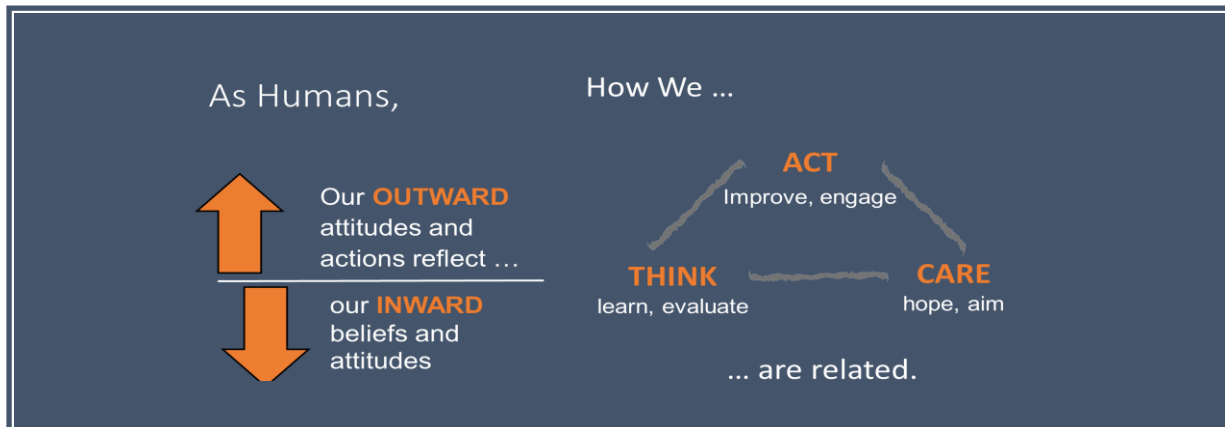 As Humans,
Our OUTWARD
attitudes and
actions reflect …
our INWARD
beliefs and
attitudes
How We …
ACT
Improve, engage
THINK
learn, evaluate
CARE
hope, aim
… are related.